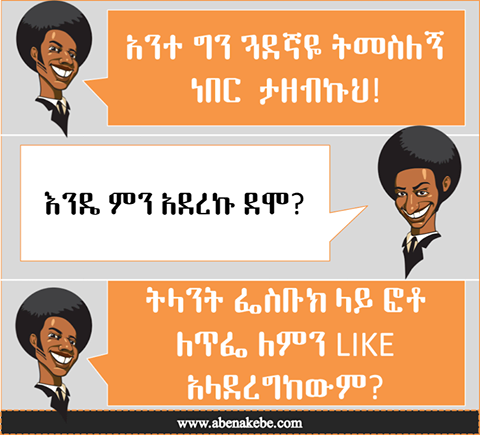 አንተ ግን ጓደኛዬ ትመስለኝ
ነበር ታዘብኩህ!
እንዴ ምን አደረኩ ደሞ?
ትላንት ፌስቡክ ላይ ፎቶ
ለጥፌ ለምን LIKE
አላደረግከውም?
www.abenakebe.com